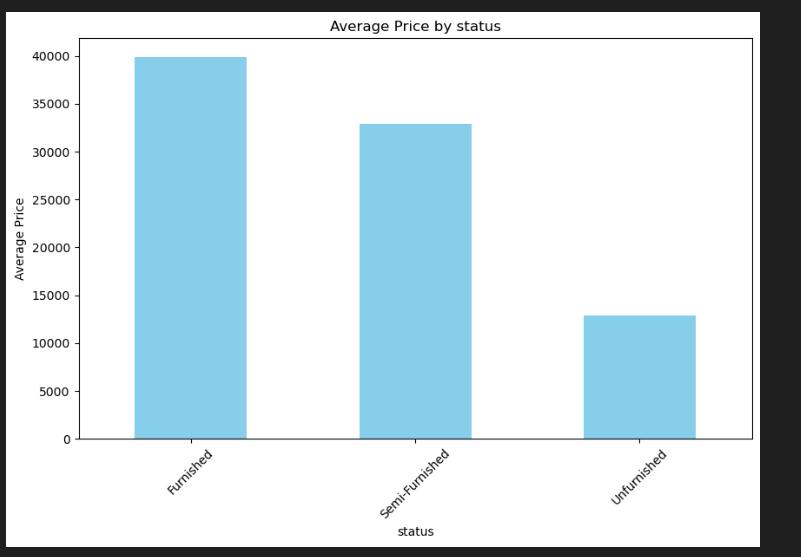 Average Price by status
Average Price
40000
35000
30000
25000
20000
15000
10000
5000
0
Furnished
Semi-Furnished
Unfurnished
status